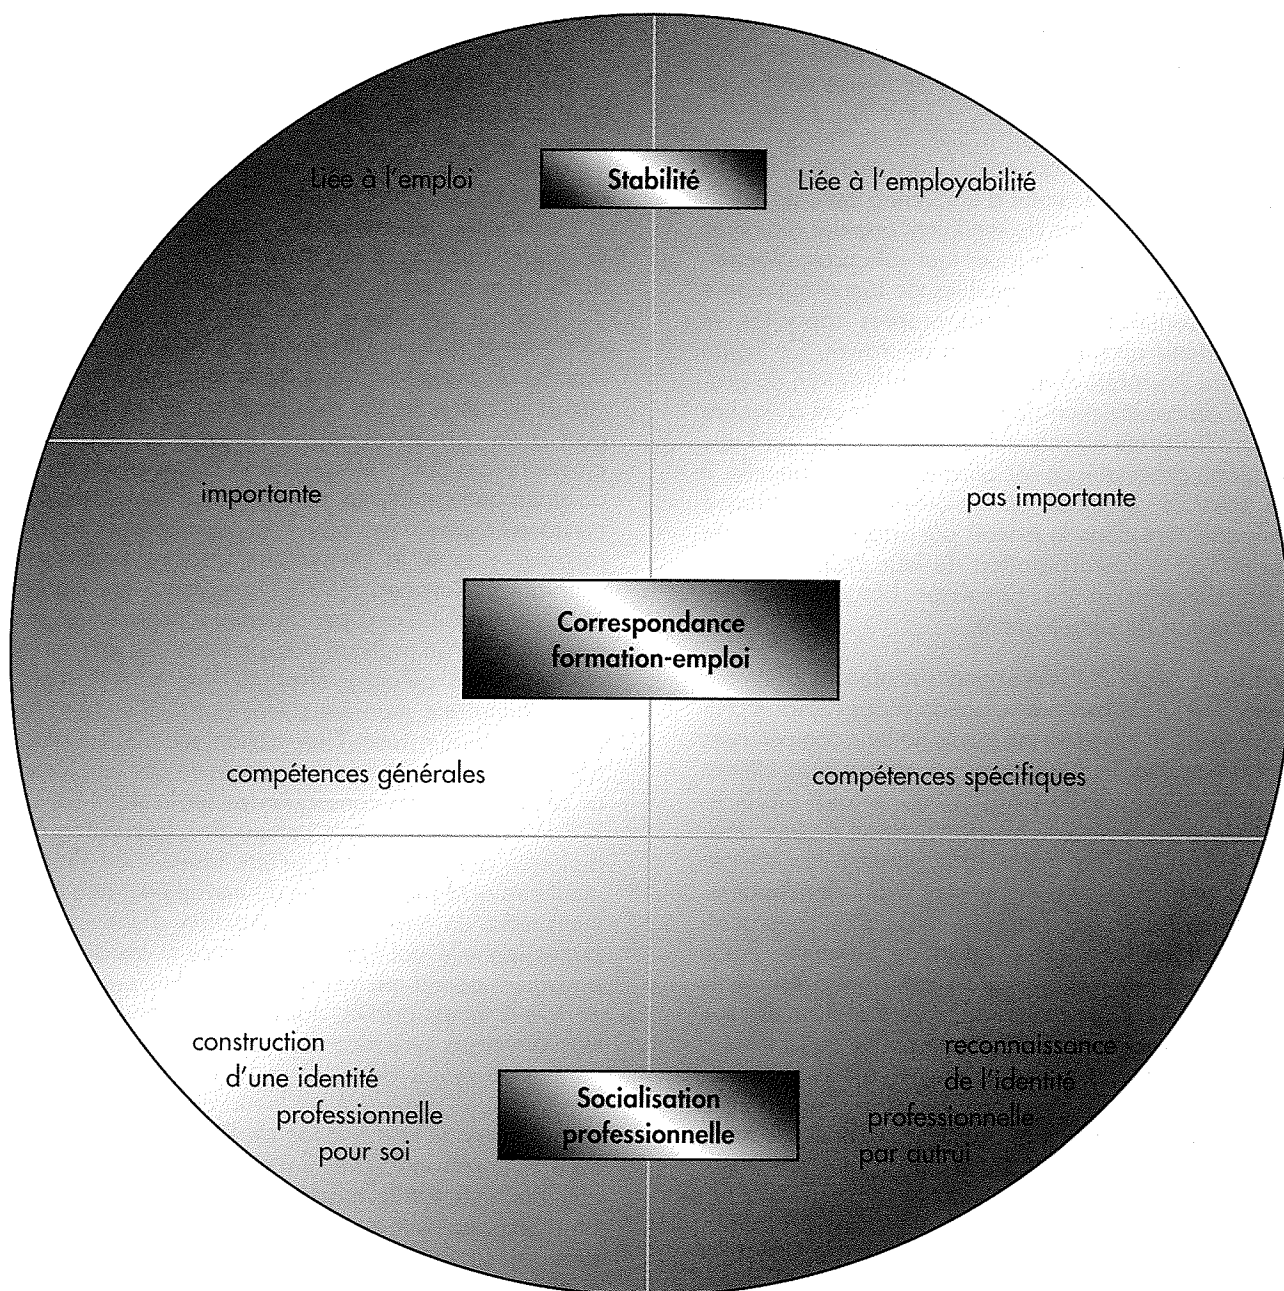 Liée à l'emploi
Stabilité
Liée à l'employabilité
importante
pas importante
Correspondance
formation-emploi
compétences générales
compétences spécifiques
construction
d'une identité
professionnelle
pour soi
Socialisation
professionnelle
reconnaissance
de l'identité
professionnelle
par autrui